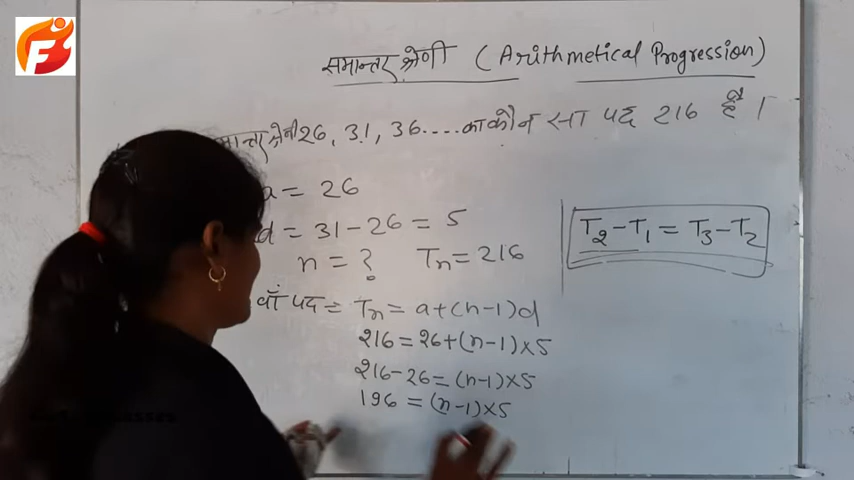 समान्तर श्रेणी (Arithmetical Progression)
मान्तर श्रेणी 26, 31, 36....का कौन सा पद 216 है।
a = 26
d = 31-26 = 5
n = ? Tn = 216
वाँ पद = Tn = a+(n-1)d
216 = 26+(n-1)×5
216-26=(n-1)×5
196 = (n-1)×5
T2-T1 = T3-T2